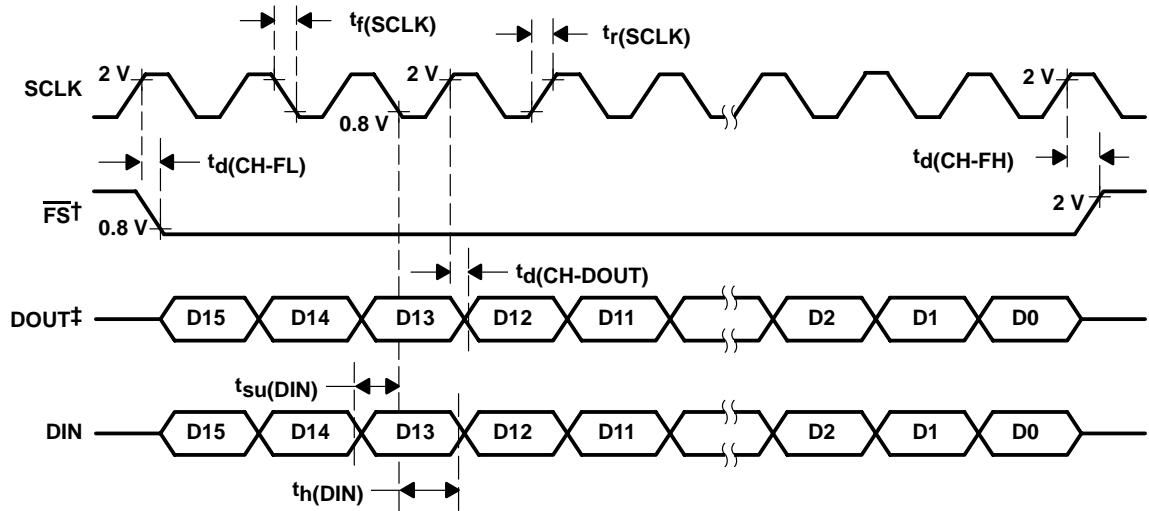 tf(SCLK)
tr(SCLK)
SCLK
2 V
2 V
2 V
0.8 V
td(CH-FL)
td(CH-FH)
FS†
0.8 V
2 V
td(CH-DOUT)
DOUT‡
D15 D14 D13 D12 D11 D2 D1 D0
tsu(DIN)
DIN
D15 D14 D13 D12 D11 D2 D1 D0
th(DIN)